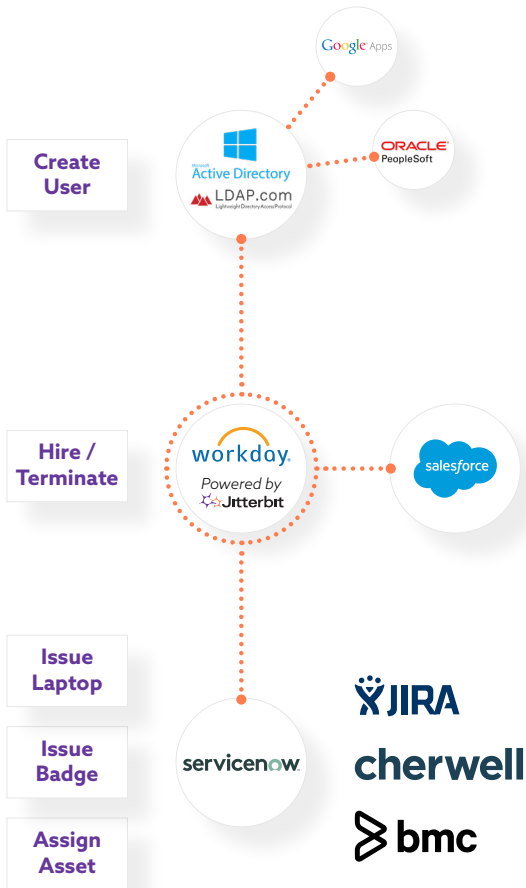 Google Apps
Create
User
Microsoft
Active Directory
LDAP.com
Lightweight Directory Access Protocol
ORACLE
PeopleSoft
Hire /
Terminate
workday.
Powered by
Jitterbit
salesforce
Issue
Laptop
JIRA
Issue
Badge
servicenow
cherwell
Assign
Asset
bmc